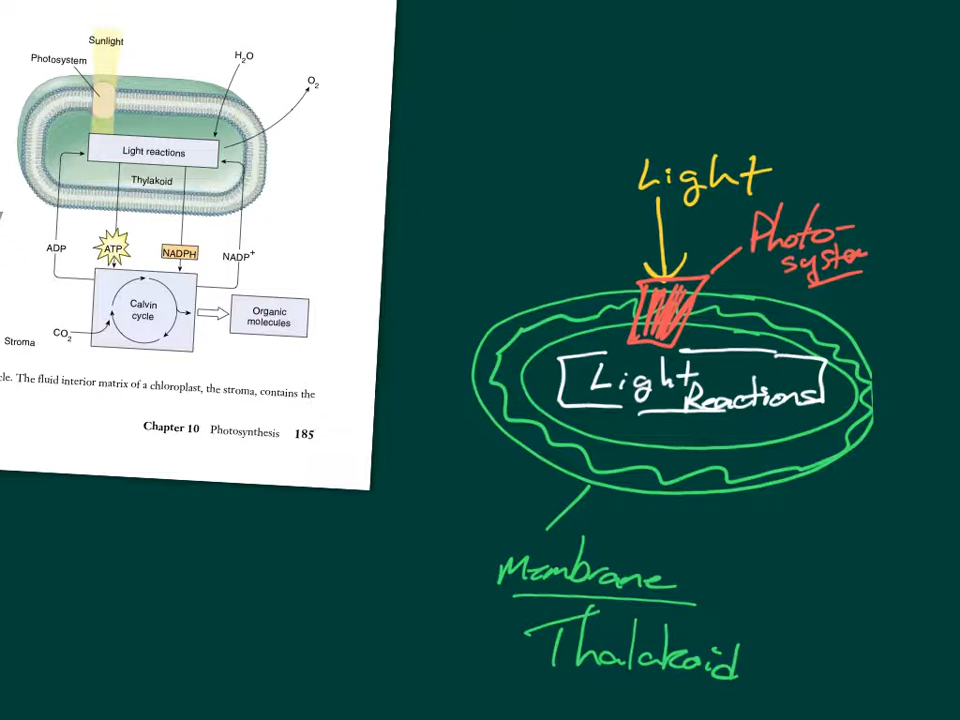 Sunlight
Photosystem
H2O
O2
Light reactions
Thylakoid
ADP
ATP
NADPH
NADP+
Calvin
cycle
Organic
molecules
CO2
Stroma
cle. The fluid interior matrix of a chloroplast, the stroma, contains the
Chapter 10 Photosynthesis 185
Light
Photo-
system
Light
Reactions
Membrane
Thalakoid